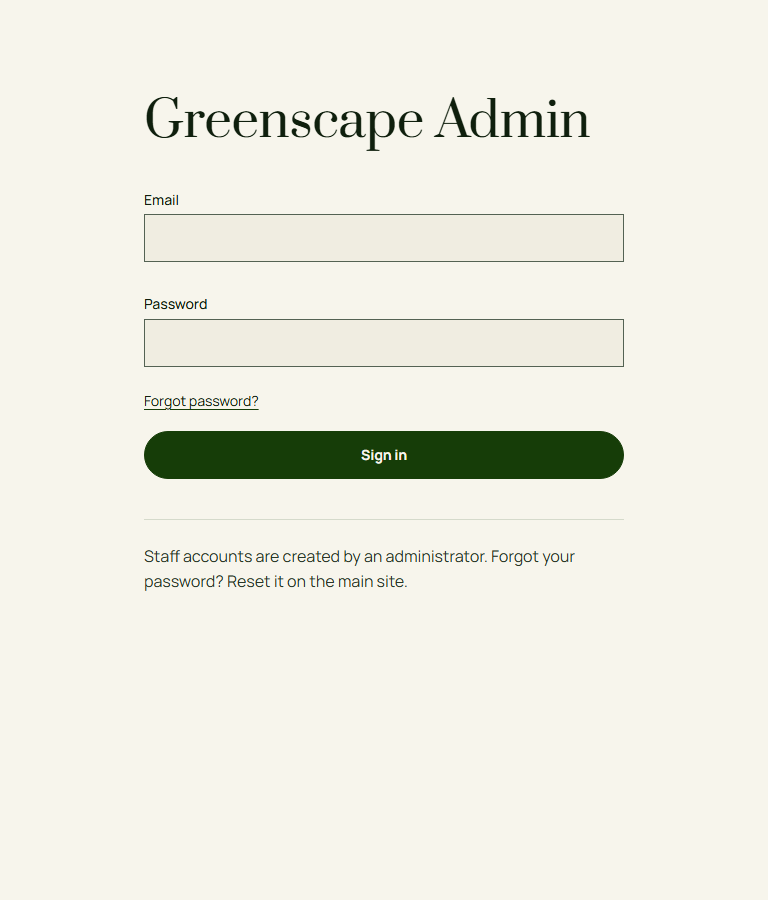 Greenscape Admin
Email
Password
Forgot password?
Sign in
Staff accounts are created by an administrator. Forgot your
password? Reset it on the main site.